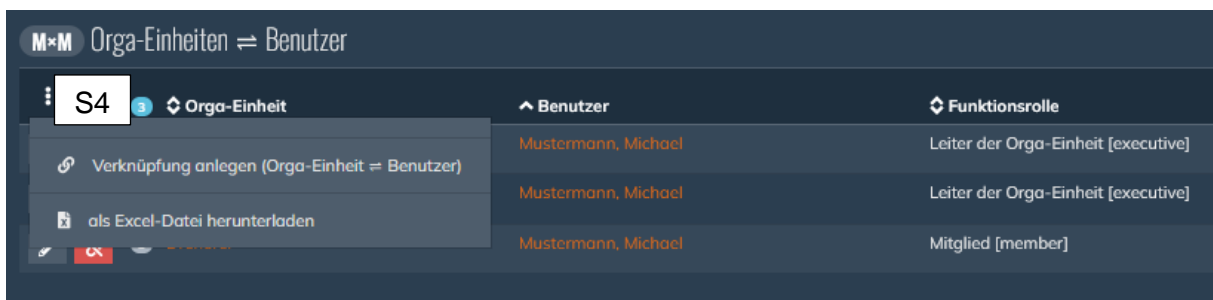 M×M Orga-Einheiten ⇌ Benutzer
S4 3 Orga-Einheit Benutzer Funktionsrolle
Mustermann, Michael Leiter der Orga-Einheit [executive]
Verknüpfung anlegen (Orga-Einheit ⇌ Benutzer)
Mustermann, Michael Leiter der Orga-Einheit [executive]
als Excel-Datei herunterladen
Mustermann, Michael Mitglied [member]